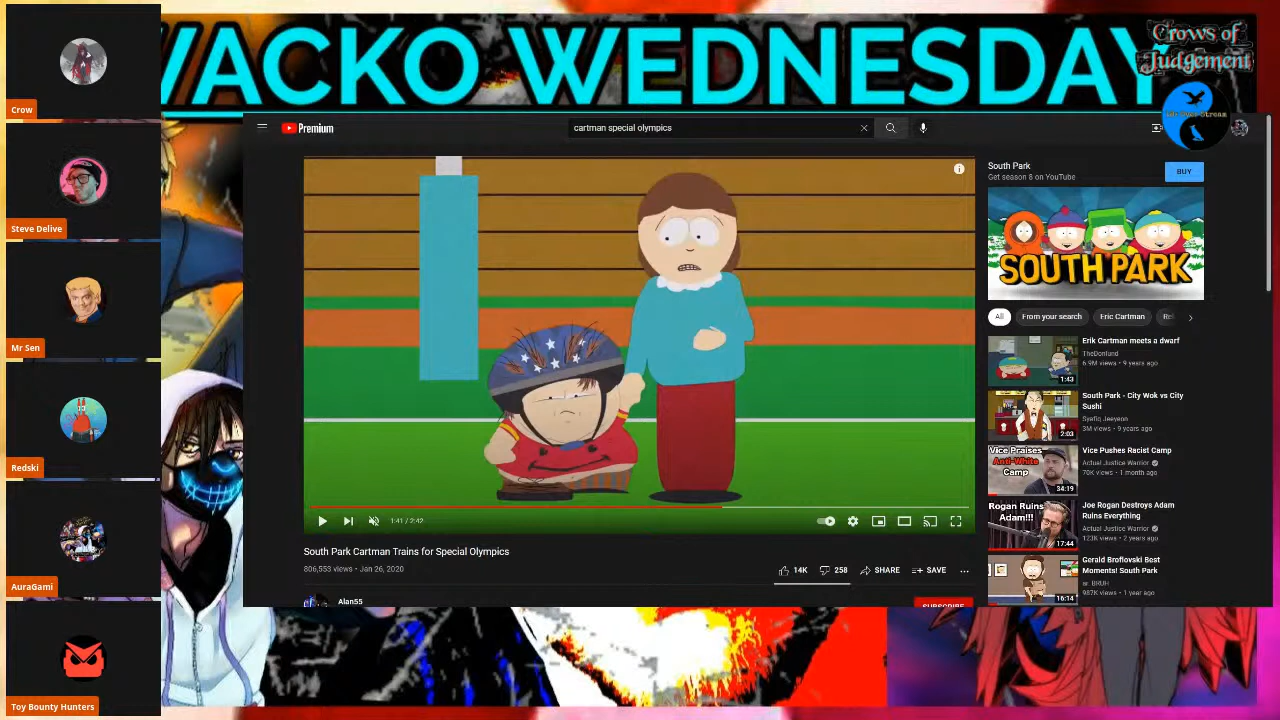 WACKO WEDNESDAY
Crows of
Judgement
Crow
Steve Delive
Mr Sen
Redski
AuraGami
Toy Bounty Hunters
Premium
cartman special olympics
1:41 / 2:42
South Park Cartman Trains for Special Olympics
806,553 views • Jan 26, 2020
14K
258
SHARE
SAVE
Alan55
SUBSCRIBE
South Park
Get season 8 on YouTube
BUY
SOUTH PARK
All
From your search
Eric Cartman
Erik Cartman meets a dwarf
TheDonlund
6.9M views • 9 years ago
1:43
South Park - City Wok vs City
Sushi
Syafiq Jeeyenn
3M views • 9 years ago
2:03
Vice Praises
Anti-White
Camp
34:19
Vice Pushes Racist Camp
Actual Justice Warrior
70K views • 1 month ago
Rogan Ruins
Adam!!!
17:44
Joe Rogan Destroys Adam
Ruins Everything
Actual Justice Warrior
123K views • 2 years ago
Gerald Broflovski Best
Moments! South Park
ar. BRUH
987K views • 1 year ago
16:14